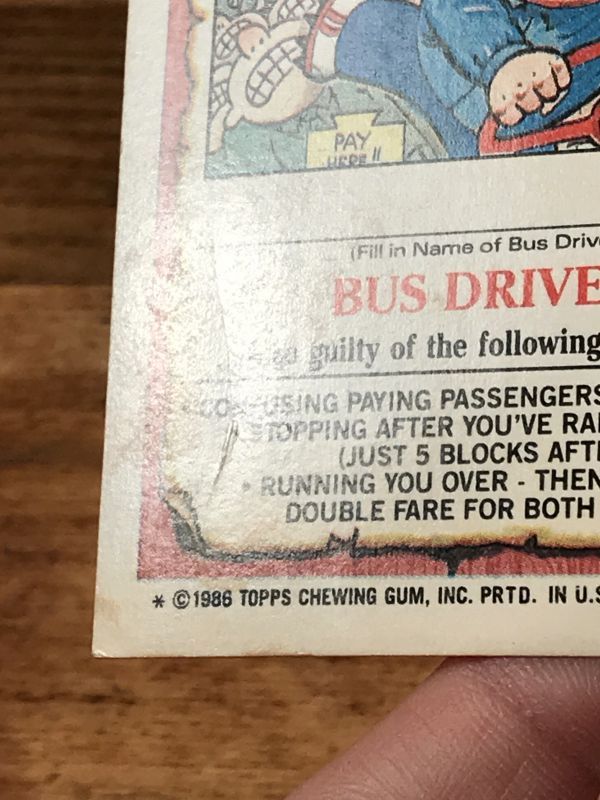 PAY
HERE!!
(Fill in Name of Bus Driv
BUS DRIVE
guilty of the following
CONFUSING PAYING PASSENGERS
STOPPING AFTER YOU'VE RA
(JUST 5 BLOCKS AFT
• RUNNING YOU OVER - THEN
DOUBLE FARE FOR BOTH
* ©1986 TOPPS CHEWING GUM, INC. PRTD. IN U.S